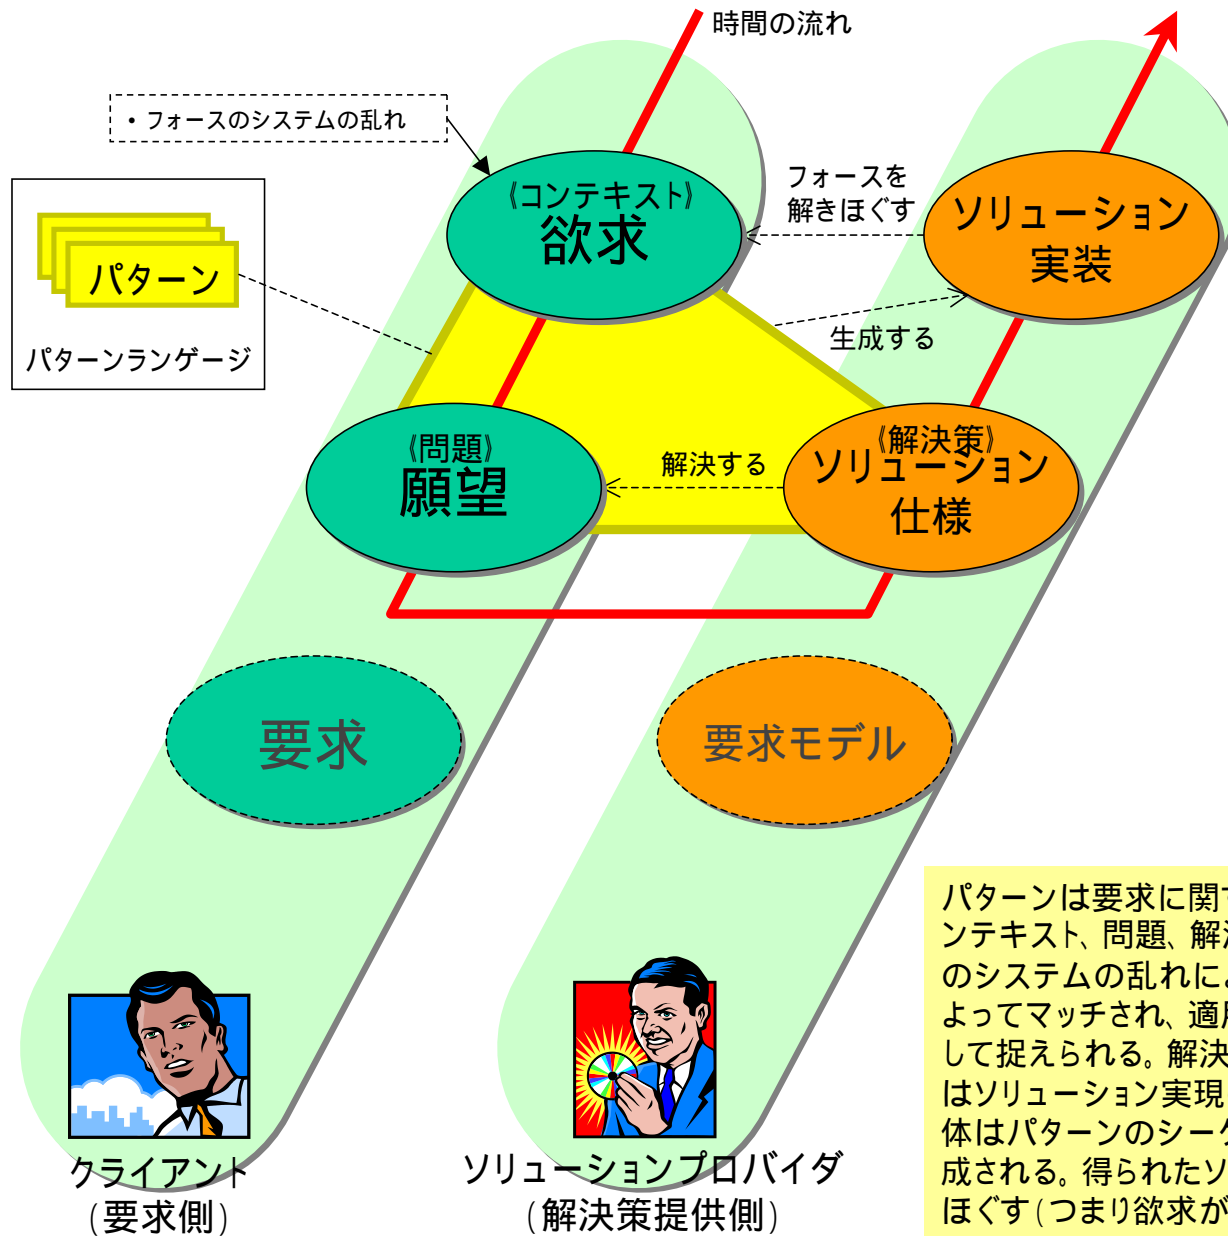 時間の流れ
・フォースのシステムの乱れ
《コンテキスト》
欲求
フォースを
解きほぐす
ソリューション
実装
パターン
パターンランゲージ
生成する
《問題》
願望
解決する
《解決策》
ソリューション
仕様
要求
要求モデル
パターンは要求に関す
ンテキスト、問題、解決
のシステムの乱れによ
よってマッチされ、適用
して捉えられる。解決
はソリューション実現
体はパターンのシーケ
成される。得られたソリ
ほぐす(つまり欲求が
クライアント
(要求側)
ソリューションプロバイダ
(解決策提供側)